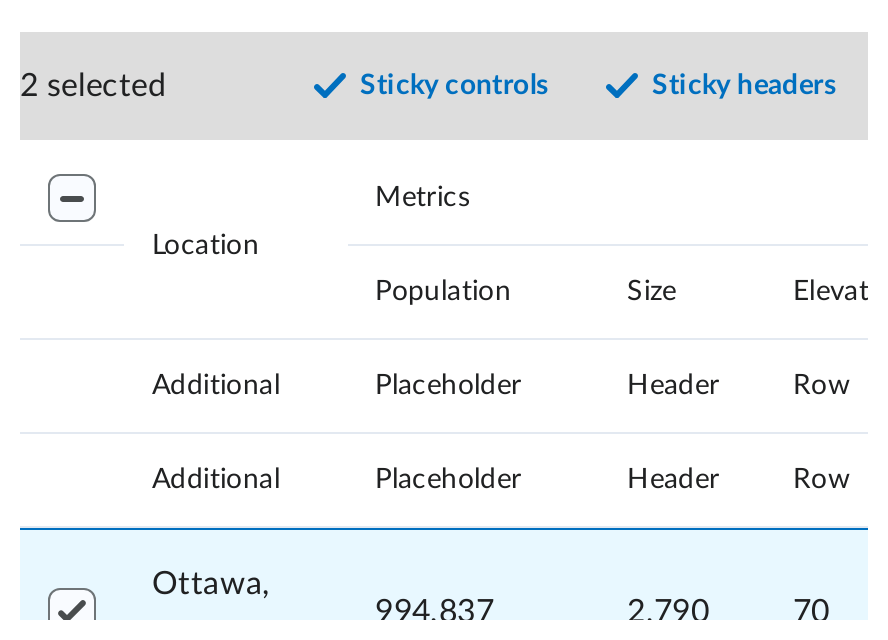 2 selected Sticky controls Sticky headers
Metrics
Location
Population Size Elevat
Additional Placeholder Header Row
Additional Placeholder Header Row
Ottawa,
994,837 2,790 70